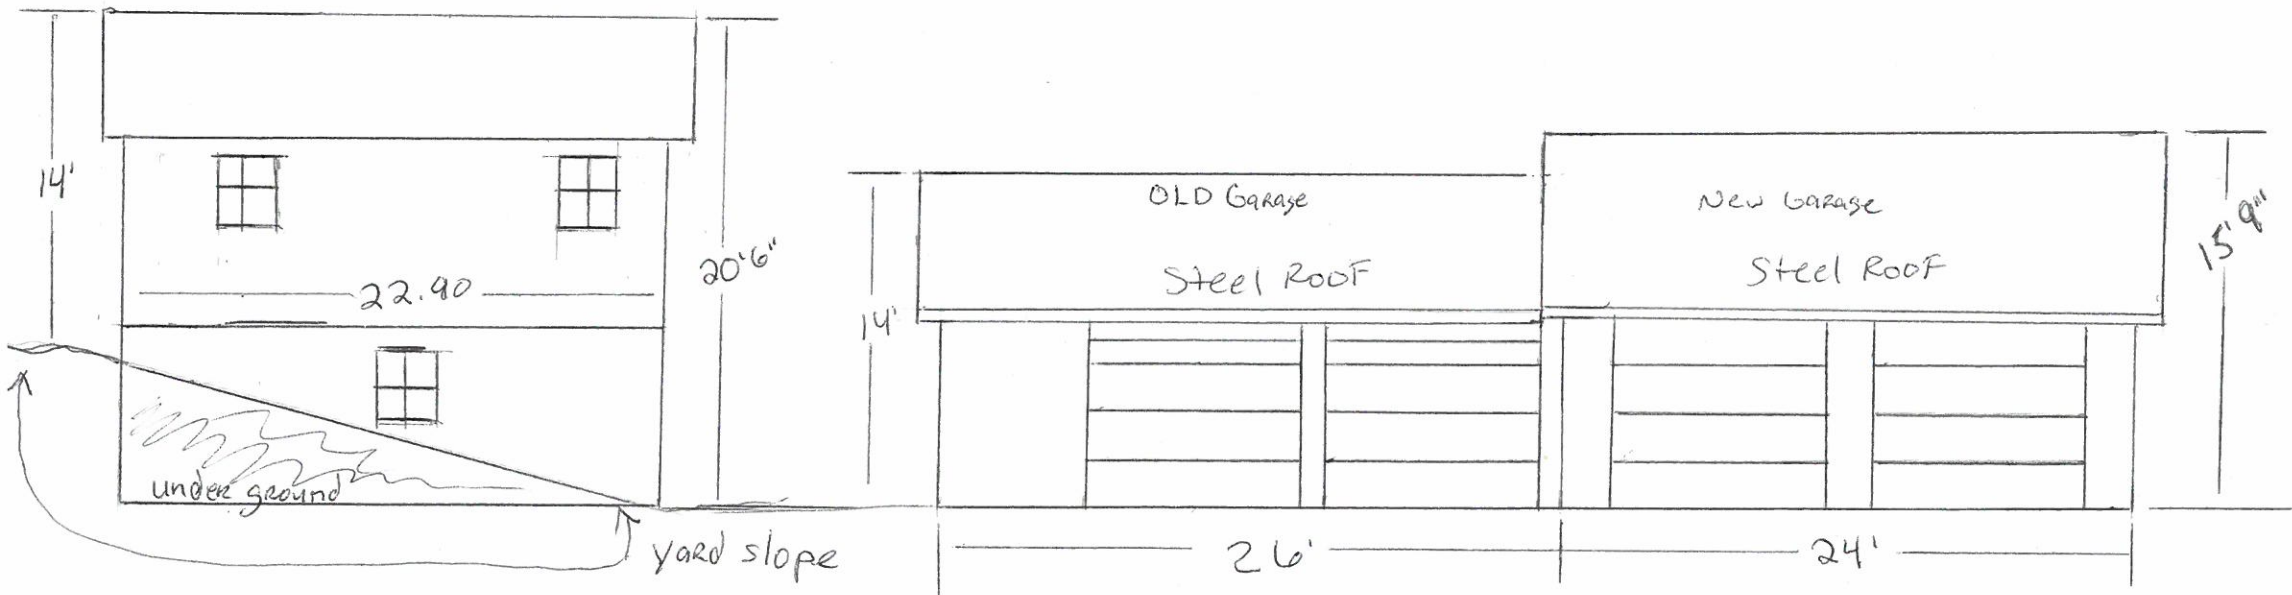 14'
22.90
20'6"
under ground
yard slope
14'
OLD Garage
Steel Roof
New Garage
Steel Roof
15' 9"
26'
24'